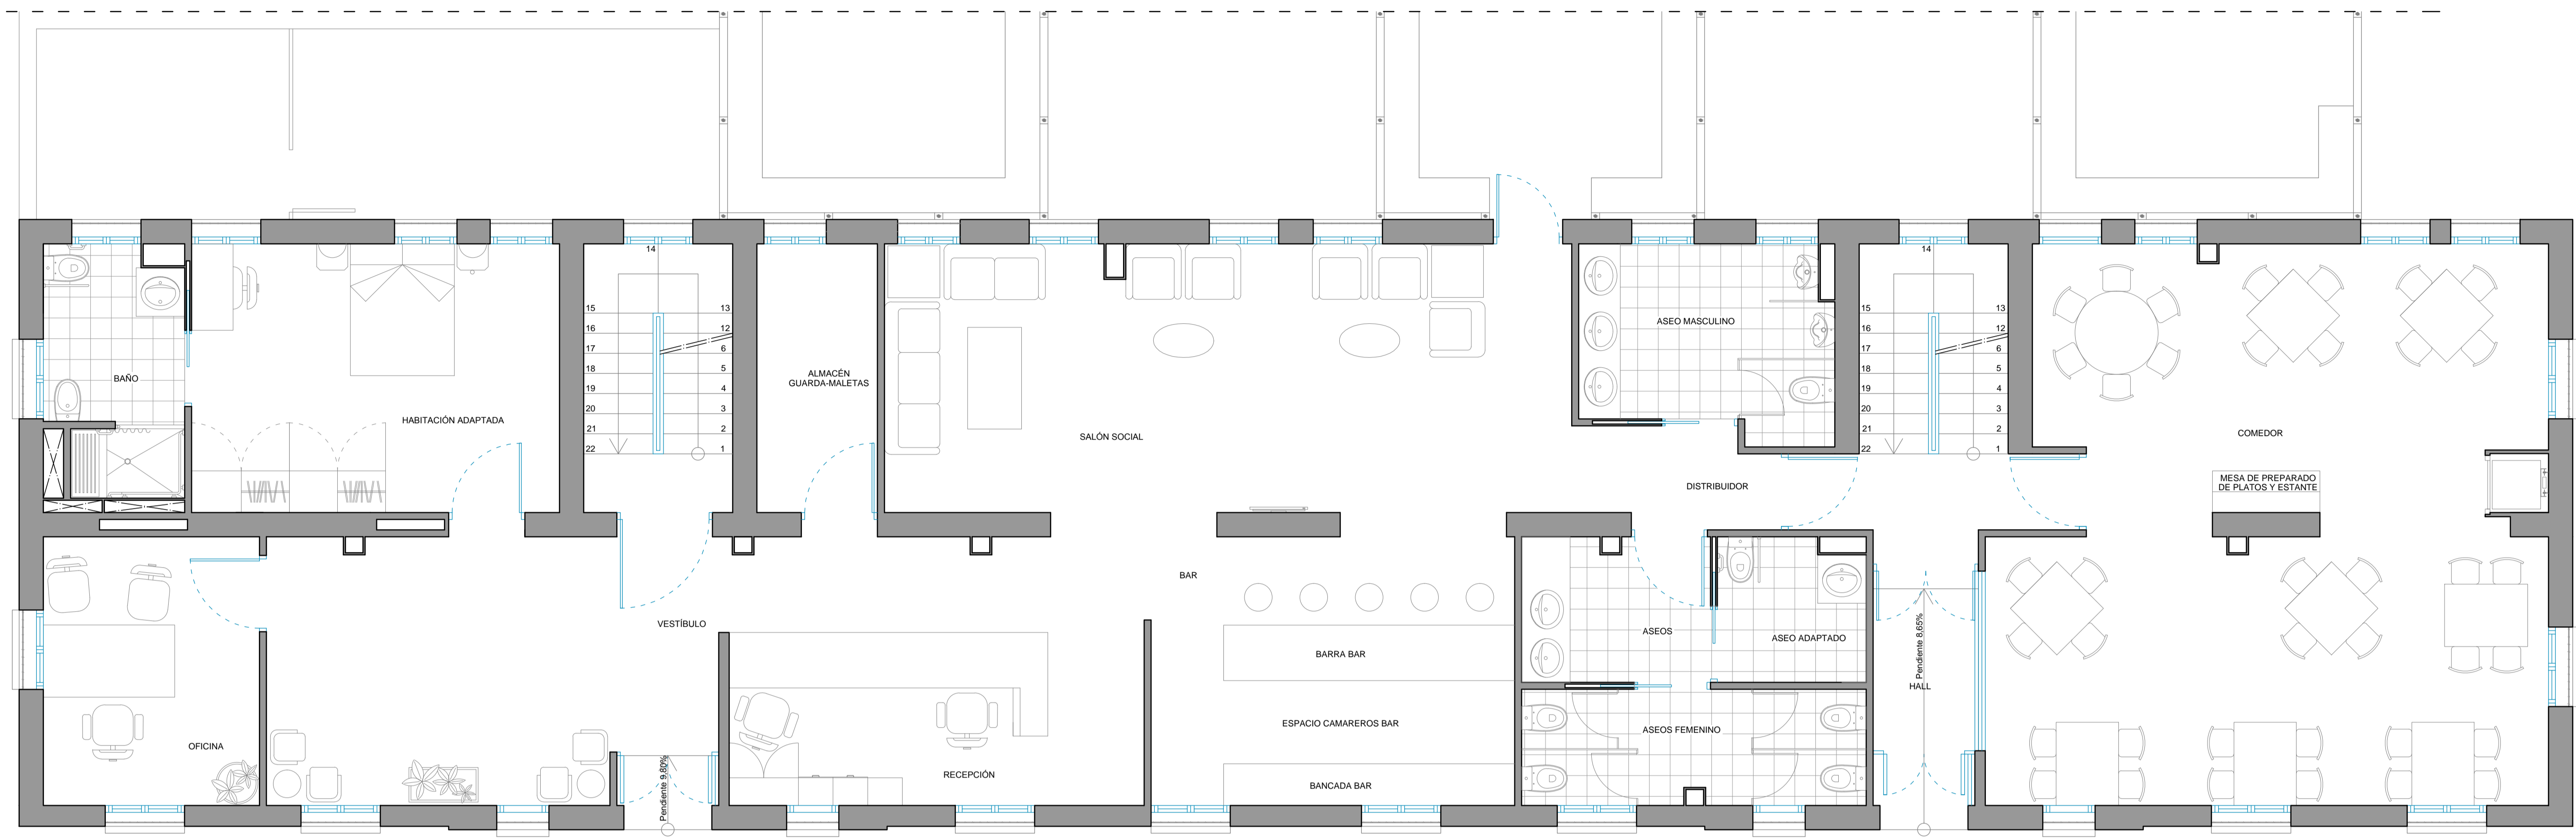 14
15
16
17
18
19
20
21
22
13
12
6
5
4
3
2
1
BAÑO
HABITACIÓN ADAPTADA
ALMACÉN
GUARDA-MALETAS
SALÓN SOCIAL
ASEO MASCULINO
14
15
16
17
18
19
20
21
22
13
12
6
5
4
3
2
1
COMEDOR
MESA DE PREPARADO
DE PLATOS Y ESTANTE
DISTRIBUIDOR
VESTÍBULO
BAR
BARRA BAR
ESPACIO CAMAREROS BAR
BANCADA BAR
ASEOS
ASEO ADAPTADO
ASEOS FEMENINO
HALL
Pendiente 8,65%
OFICINA
Pendiente 9,80%
RECEPCIÓN